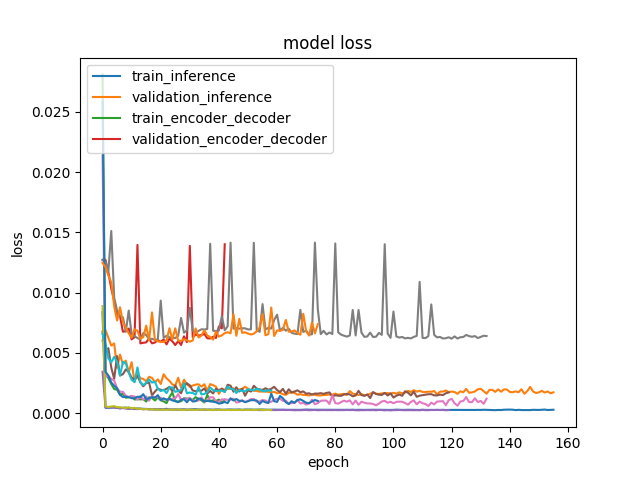 model loss
train_inference
validation_inference
train_encoder_decoder
validation_encoder_decoder
0.025
0.020
0.015
0.010
0.005
0.000
loss
0 20 40 60 80 100 120 140 160
epoch